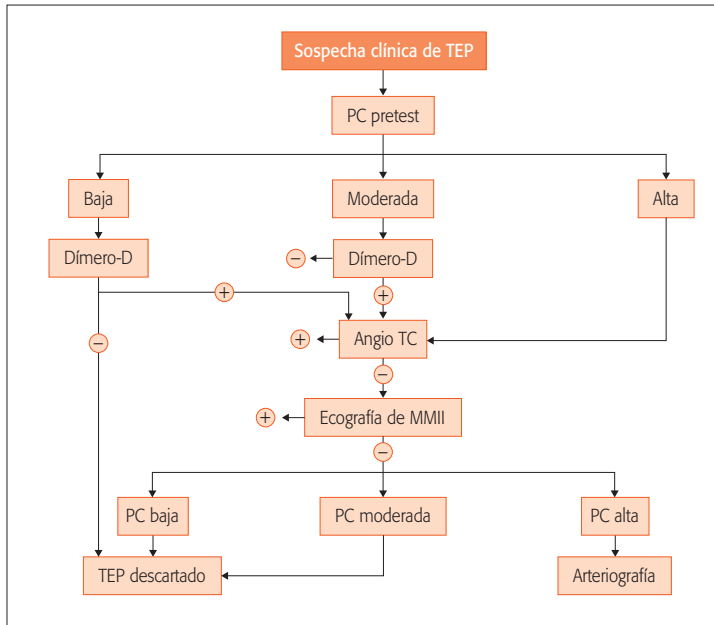 Sospecha clínica de TEP
PC pretest
Baja
Moderada
Alta
Dímero-D
−
Dímero-D
+
+
−
+
Angio TC
−
+
Ecografía de MMII
−
PC baja
PC moderada
PC alta
TEP descartado
Arteriografía